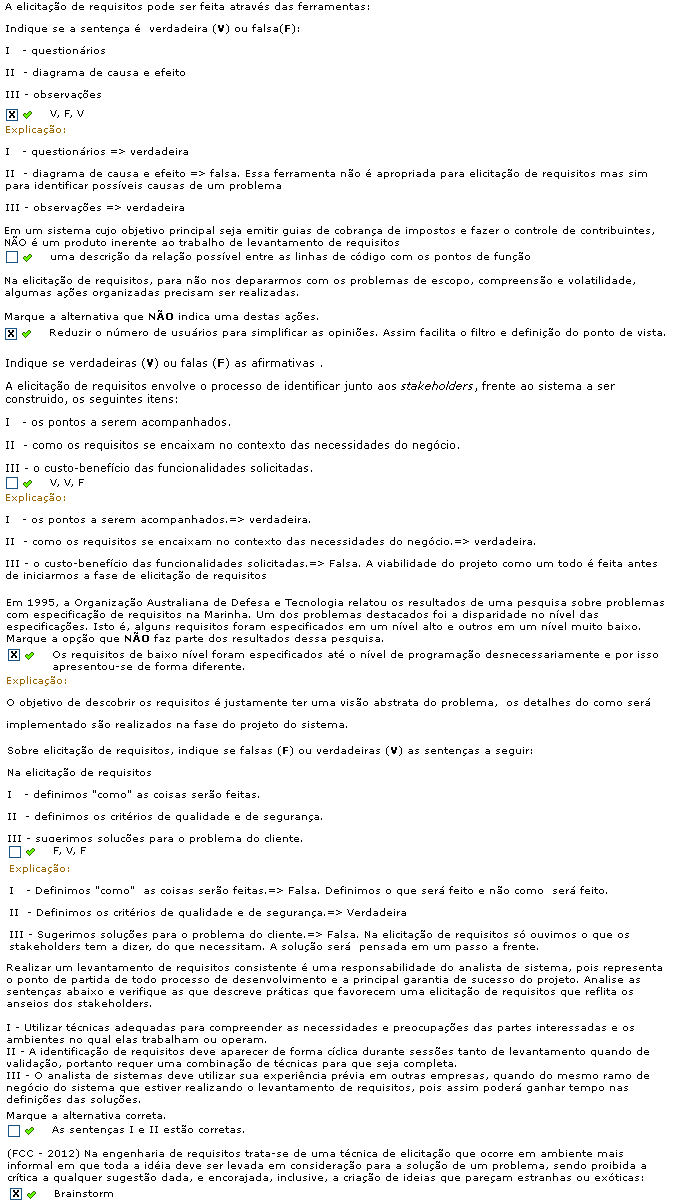 A elicitação de requisitos pode ser feita através das ferramentas:
Indique se a sentença é verdadeira (V) ou falsa(F):
I - questionários
II - diagrama de causa e efeito
III - observações
V, F, V
Explicação:
I - questionários => verdadeira
II - diagrama de causa e efeito => falsa. Essa ferramenta não é apropriada para elicitação de requisitos mas sim
para identificar possíveis causas de um problema
III - observações => verdadeira
Em um sistema cujo objetivo principal seja emitir guias de cobrança de impostos e fazer o controle de contribuintes,
NÃO é um produto inerente ao trabalho de levantamento de requisitos
uma descrição da relação possível entre as linhas de código com os pontos de função
Na elicitação de requisitos, para não nos depararmos com os problemas de escopo, compreensão e volatilidade,
algumas ações organizadas precisam ser realizadas.
Marque a alternativa que NÃO indica uma destas ações.
Reduzir o número de usuários para simplificar as opiniões. Assim facilita o filtro e definição do ponto de vista.
Indique se verdadeiras (V) ou falas (F) as afirmativas .
A elicitação de requisitos envolve o processo de identificar junto aos stakeholders, frente ao sistema a ser
construido, os seguintes itens:
I - os pontos a serem acompanhados.
II - como os requisitos se encaixam no contexto das necessidades do negócio.
III - o custo-benefício das funcionalidades solicitadas.
V, V, F
Explicação:
I - os pontos a serem acompanhados.=> verdadeira.
II - como os requisitos se encaixam no contexto das necessidades do negócio.=> verdadeira.
III - o custo-benefício das funcionalidades solicitadas.=> Falsa. A viabilidade do projeto como um todo é feita antes
de iniciarmos a fase de elicitação de requisitos
Em 1995, a Organização Australiana de Defesa e Tecnologia relatou os resultados de uma pesquisa sobre problemas
com especificação de requisitos na Marinha. Um dos problemas destacados foi a disparidade no nível das
especificações. Isto é, alguns requisitos foram especificados em um nível alto e outros em um nível muito baixo.
Marque a opção que NÃO faz parte dos resultados dessa pesquisa.
Os requisitos de baixo nível foram especificados até o nível de programação desnecessariamente e por isso
apresentou-se de forma diferente.
Explicação:
O objetivo de descobrir os requisitos é justamente ter uma visão abstrata do problema, os detalhes do como será
implementado são realizados na fase do projeto do sistema.
Sobre elicitação de requisitos, indique se falsas (F) ou verdadeiras (V) as sentenças a seguir:
Na elicitação de requisitos
I - definimos "como" as coisas serão feitas.
II - definimos os critérios de qualidade e de segurança.
III - sugerimos soluções para o problema do cliente.
F, V, F
Explicação:
I - Definimos "como" as coisas serão feitas.=> Falsa. Definimos o que será feito e não como será feito.
II - Definimos os critérios de qualidade e de segurança.=> Verdadeira
III - Sugerimos soluções para o problema do cliente.=> Falsa. Na elicitação de requisitos só ouvimos o que os
stakeholders tem a dizer, do que necessitam. A solução será pensada em um passo a frente.
Realizar um levantamento de requisitos consistente é uma responsabilidade do analista de sistema, pois representa
o ponto de partida de todo processo de desenvolvimento e a principal garantia de sucesso do projeto. Analise as
sentenças abaixo e verifique as que descreve práticas que favorecem uma elicitação de requisitos que reflita os
anseios dos stakeholders.
I - Utilizar técnicas adequadas para compreender as necessidades e preocupações das partes interessadas e os
ambientes no qual elas trabalham ou operam.
II - A identificação de requisitos deve aparecer de forma cíclica durante sessões tanto de levantamento quando de
validação, portanto requer uma combinação de técnicas para que seja completa.
III - O analista de sistemas deve utilizar sua experiência prévia em outras empresas, quando do mesmo ramo de
negócio do sistema que estiver realizando o levantamento de requisitos, pois assim poderá ganhar tempo nas
definições das soluções.
Marque a alternativa correta.
As sentenças I e II estão corretas.
(FCC - 2012) Na engenharia de requisitos trata-se de uma técnica de elicitação que ocorre em ambiente mais
informal em que toda a idéia deve ser levada em consideração para a solução de um problema, sendo proibida a
crítica a qualquer sugestão dada, e encorajada, inclusive, a criação de ideias que pareçam estranhas ou exóticas:
Brainstorm